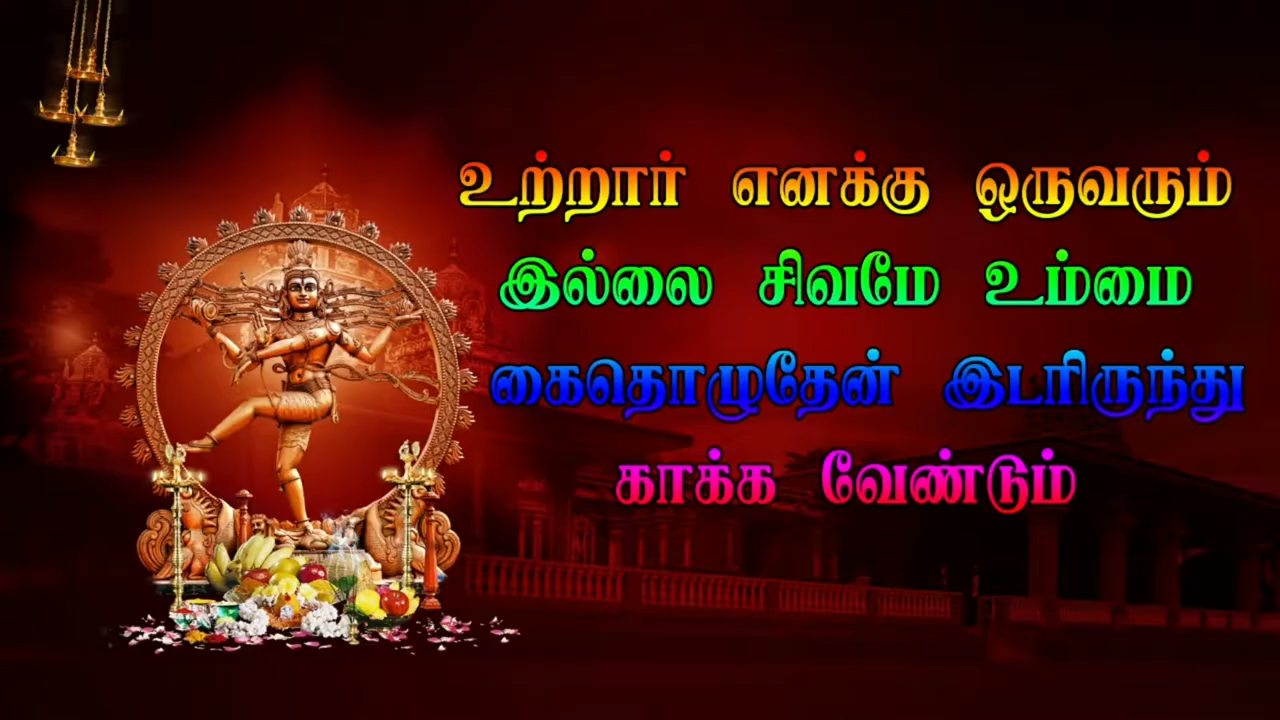 உற்றார் எனக்கு ஒருவரும்
இல்லை சிவமே உம்மை
கைதொழுதேன் இடரிருந்து
காக்க வேண்டும்